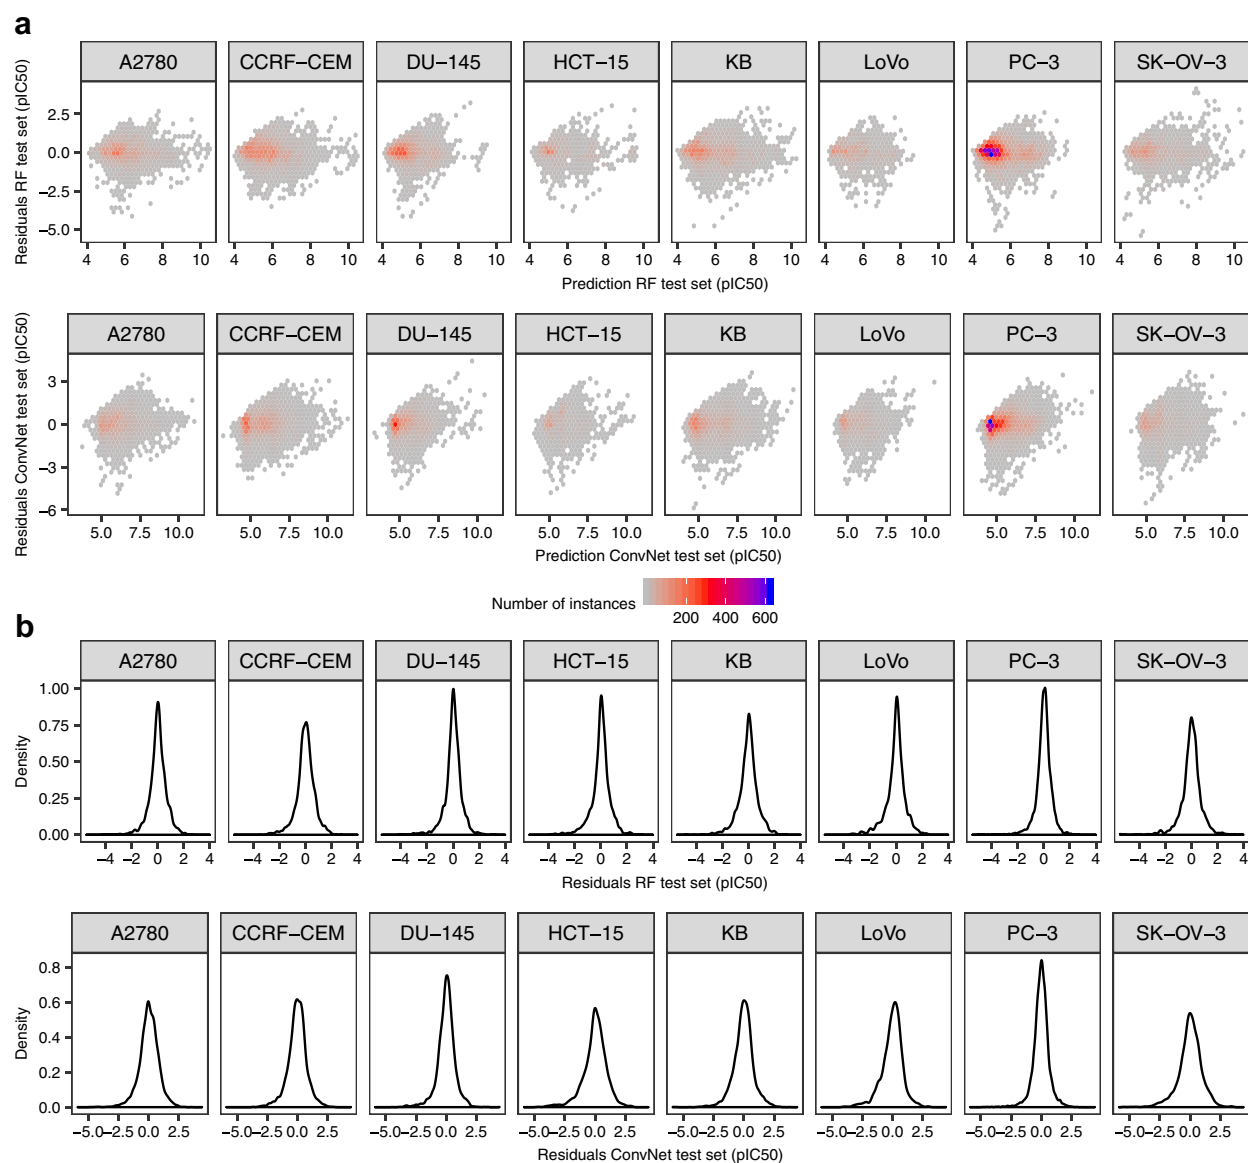 a
A2780 CCRF−CEM DU−145 HCT−15 KB LoVo PC−3 SK−OV−3
Residuals RF test set (pIC50)
2.5
0.0
−2.5
−5.0
4 6 8 10 4 6 8 10 4 6 8 10 4 6 8 10 4 6 8 10 4 6 8 10 4 6 8 10 4 6 8 10
Prediction RF test set (pIC50)
A2780 CCRF−CEM DU−145 HCT−15 KB LoVo PC−3 SK−OV−3
Residuals ConvNet test set (pIC50)
3
0
−3
−6
5.0 7.5 10.0 5.0 7.5 10.0 5.0 7.5 10.0 5.0 7.5 10.0 5.0 7.5 10.0 5.0 7.5 10.0 5.0 7.5 10.0 5.0 7.5 10.0
Prediction ConvNet test set (pIC50)
Number of instances
200 400 600
b
A2780 CCRF−CEM DU−145 HCT−15 KB LoVo PC−3 SK−OV−3
Density
1.00
0.75
0.50
0.25
0.00
−4 −2 0 2 4 −4 −2 0 2 4 −4 −2 0 2 4 −4 −2 0 2 4 −4 −2 0 2 4 −4 −2 0 2 4 −4 −2 0 2 4 −4 −2 0 2 4
Residuals RF test set (pIC50)
A2780 CCRF−CEM DU−145 HCT−15 KB LoVo PC−3 SK−OV−3
Density
0.8
0.6
0.4
0.2
0.0
−5.0−2.5 0.0 2.5 −5.0−2.5 0.0 2.5 −5.0−2.5 0.0 2.5 −5.0−2.5 0.0 2.5 −5.0−2.5 0.0 2.5 −5.0−2.5 0.0 2.5 −5.0−2.5 0.0 2.5 −5.0−2.5 0.0 2.5
Residuals ConvNet test set (pIC50)